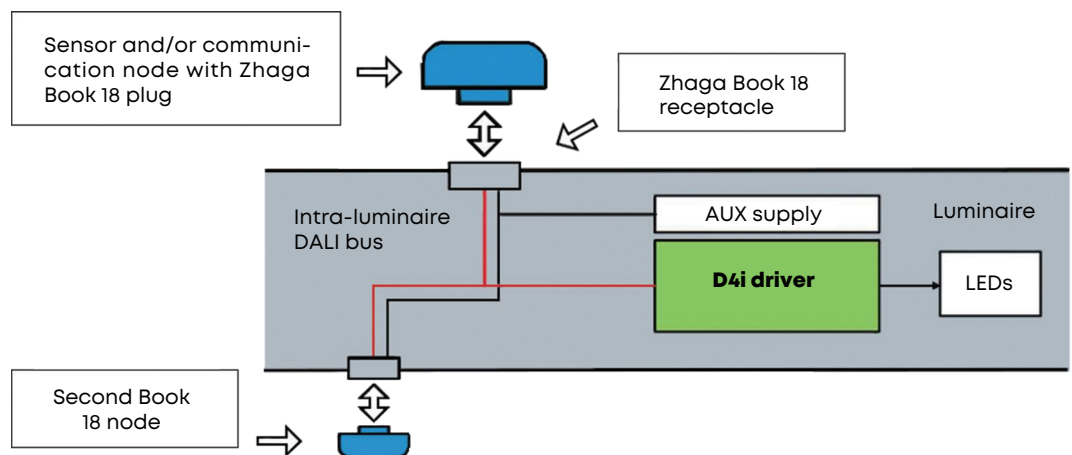 Sensor and/or communi-
cation node with Zhaga
Book 18 plug
Zhaga Book 18
receptacle
Intra-luminaire
DALI bus
AUX supply
Luminaire
D4i driver
LEDs
Second Book
18 node